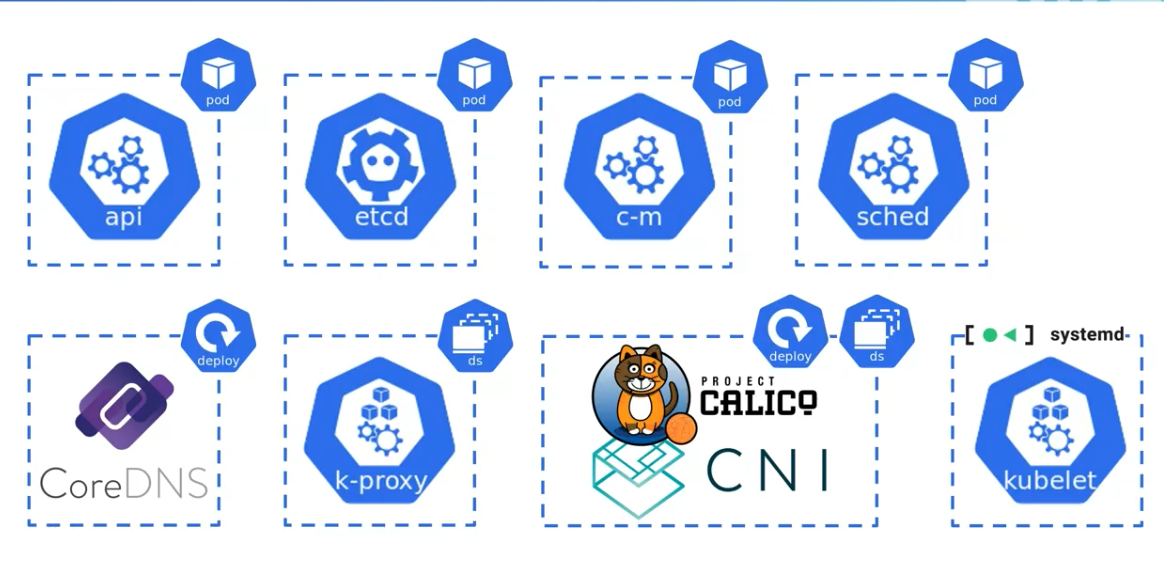 pod
api
pod
etcd
pod
c-m
pod
sched
deploy
CoreDNS
ds
k-proxy
deploy
ds
PROJECT
CALICO
CNI
[ ● ◀ ] systemd
kubelet